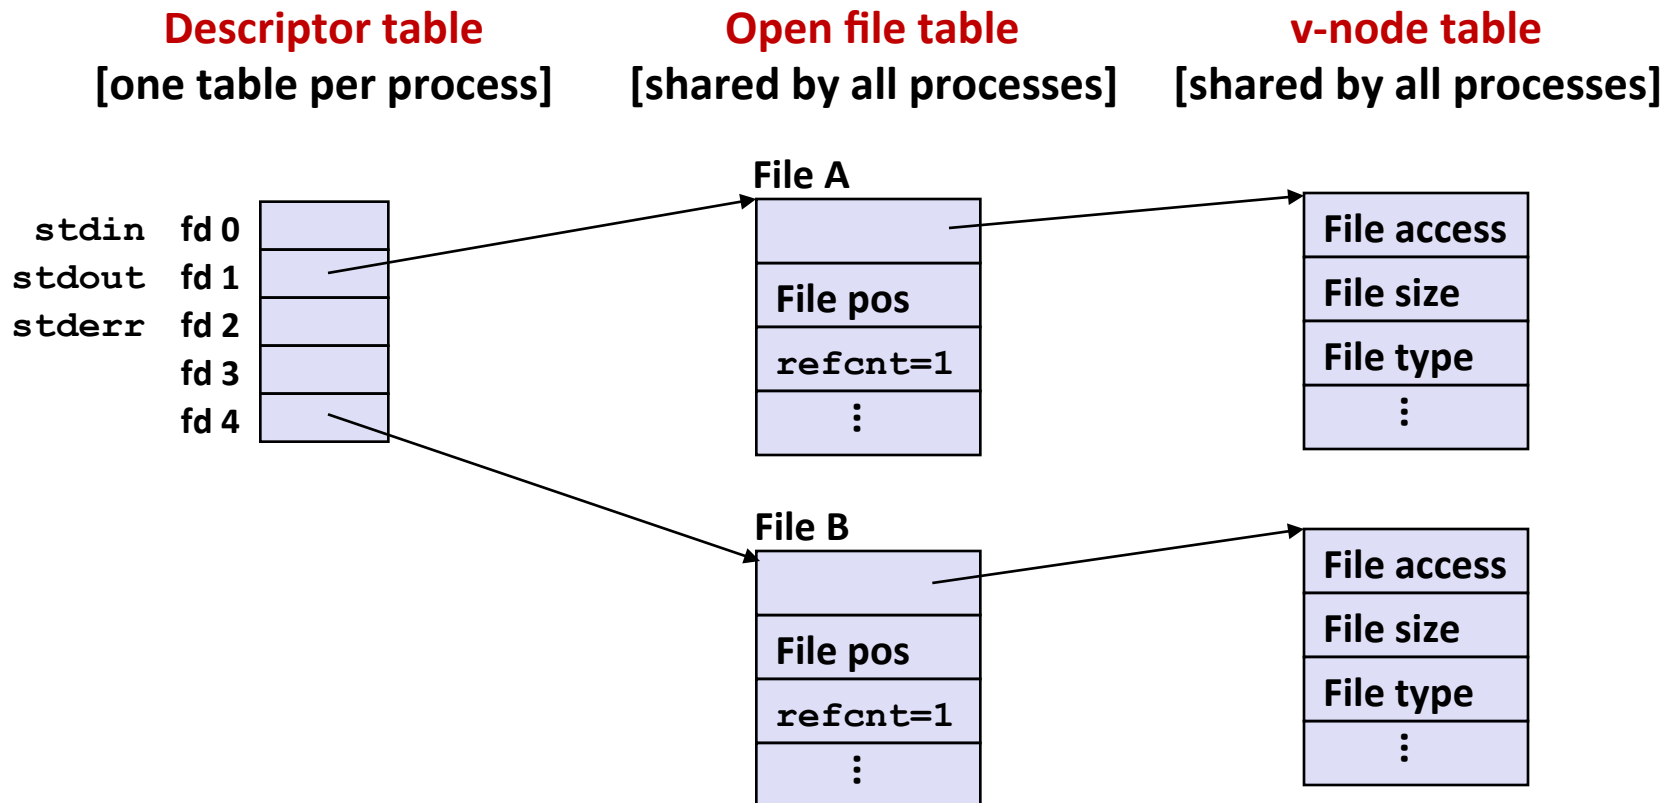 Descriptor table
[one table per process]
Open file table
[shared by all processes]
v-node table
[shared by all processes]
stdin fd 0
stdout fd 1
stderr fd 2
fd 3
fd 4
File A
File pos
refcnt=1
⋮
File access
File size
File type
⋮
File B
File pos
refcnt=1
⋮
File access
File size
File type
⋮